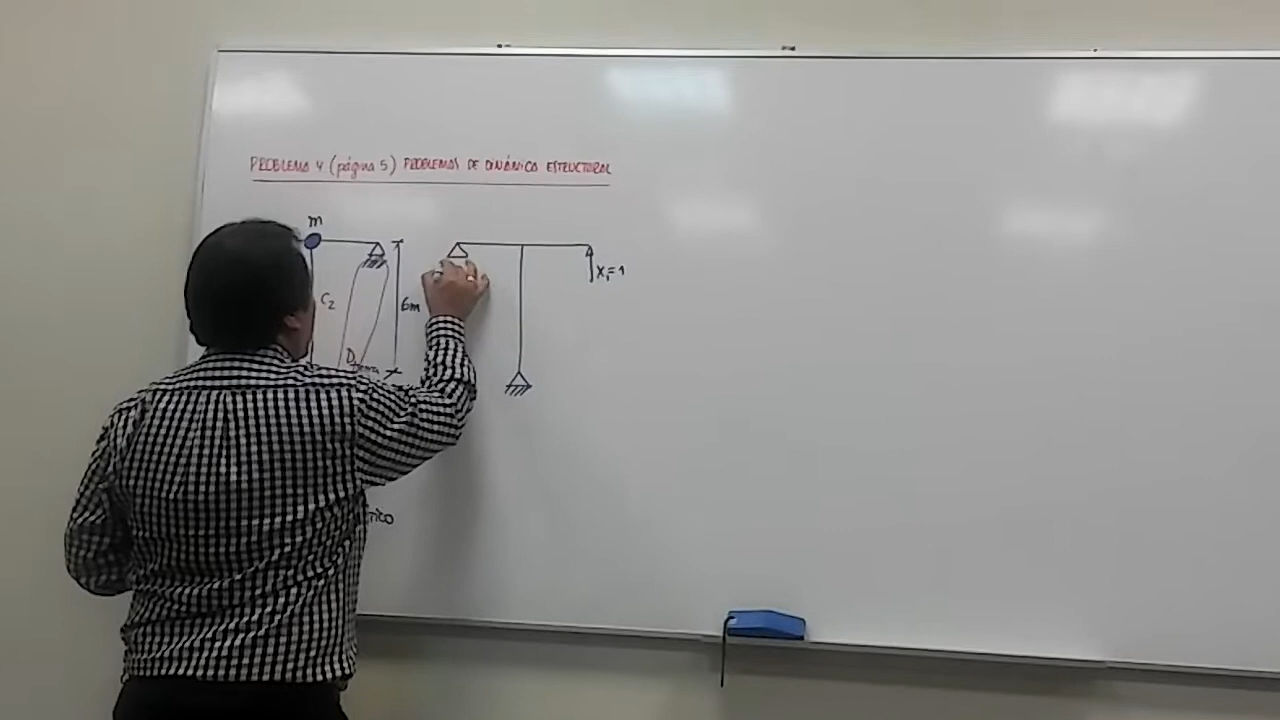 PROBLEMA 4 (página 5) PROBLEMAS DE DINÁMICA ESTRUCTURAL
m
C₂
6m
X₁=1